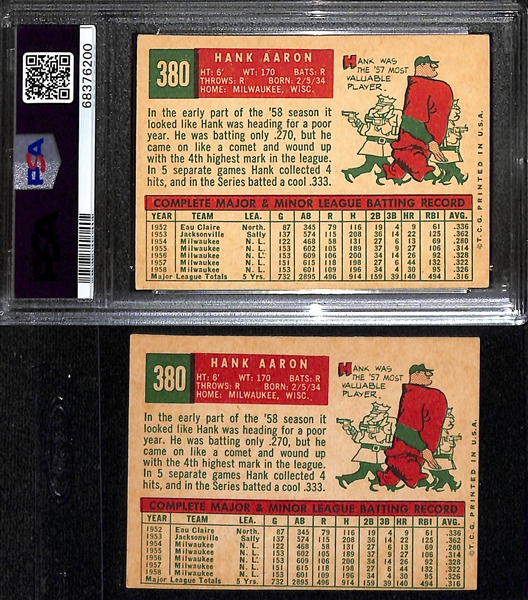 PSA
68376200
380
HANK AARON
HT: 6' WT: 170 BATS: R
THROWS: R BORN: 2/5/34
HOME: MILWAUKEE, WISC.
HANK WAS
THE '57 MOST
VALUABLE
PLAYER.
In the early part of the '58 season it
looked like Hank was heading for a poor
year. He was batting only .270, but he
came on like a comet and wound up
with the 4th highest mark in the league.
In 5 separate games Hank collected 4
hits, and in the Series batted a cool .333.
COMPLETE MAJOR & MINOR LEAGUE BATTING RECORD
YEAR TEAM LEA. G AB R H 2B 3B HR RBI AVG.
1952 Eau Claire North. 87 345 79 116 19 4 9 61 .336
1953 Jacksonville Sally 137 574 115 208 36 14 22 125 .362
1954 Milwaukee N. L. 122 468 58 131 27 6 13 69 .280
1955 Milwaukee N. L. 153 602 105 189 37 9 27 106 .314
1956 Milwaukee N. L. 153 609 106 200 34 14 26 92 .328
1957 Milwaukee N. L. 151 615 118 198 27 6 44 132 .322
1958 Milwaukee N. L. 153 601 109 196 34 4 30 95 .326
Major League Totals 5 Yrs. 732 2895 496 914 159 39 140 494 .316
© T. C. G. PRINTED IN U.S.A.
380
HANK AARON
HT: 6' WT: 170 BATS: R
THROWS: R BORN: 2/5/34
HOME: MILWAUKEE, WISC.
HANK WAS
THE '57 MOST
VALUABLE
PLAYER.
In the early part of the '58 season it
looked like Hank was heading for a poor
year. He was batting only .270, but he
came on like a comet and wound up
with the 4th highest mark in the league.
In 5 separate games Hank collected 4
hits, and in the Series batted a cool .333.
COMPLETE MAJOR & MINOR LEAGUE BATTING RECORD
YEAR TEAM LEA. G AB R H 2B 3B HR RBI AVG.
1952 Eau Claire North. 87 345 79 116 19 4 9 61 .336
1953 Jacksonville Sally 137 574 115 208 36 14 22 125 .362
1954 Milwaukee N. L. 122 468 58 131 27 6 13 69 .280
1955 Milwaukee N. L. 153 602 105 189 37 9 27 106 .314
1956 Milwaukee N. L. 153 609 106 200 34 14 26 92 .328
1957 Milwaukee N. L. 151 615 118 198 27 6 44 132 .322
1958 Milwaukee N. L. 153 601 109 196 34 4 30 95 .326
Major League Totals 5 Yrs. 732 2895 496 914 159 39 140 494 .316
© T. C. G. PRINTED IN U.S.A.